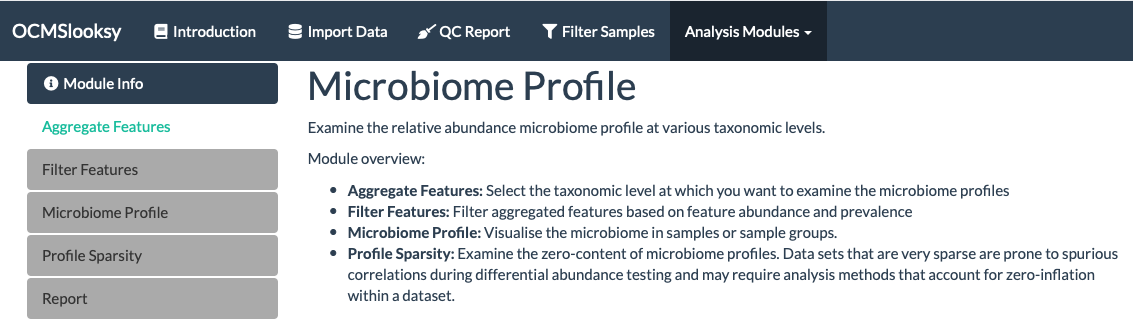 OCMSlooksy Introduction Import Data QC Report Filter Samples Analysis Modules
Module Info
Aggregate Features
Filter Features
Microbiome Profile
Profile Sparsity
Report
Microbiome Profile
Examine the relative abundance microbiome profile at various taxonomic levels.
Module overview:
• Aggregate Features: Select the taxonomic level at which you want to examine the microbiome profiles
• Filter Features: Filter aggregated features based on feature abundance and prevalence
• Microbiome Profile: Visualise the microbiome in samples or sample groups.
• Profile Sparsity: Examine the zero-content of microbiome profiles. Data sets that are very sparse are prone to spurious
correlations during differential abundance testing and may require analysis methods that account for zero-inflation
within a dataset.